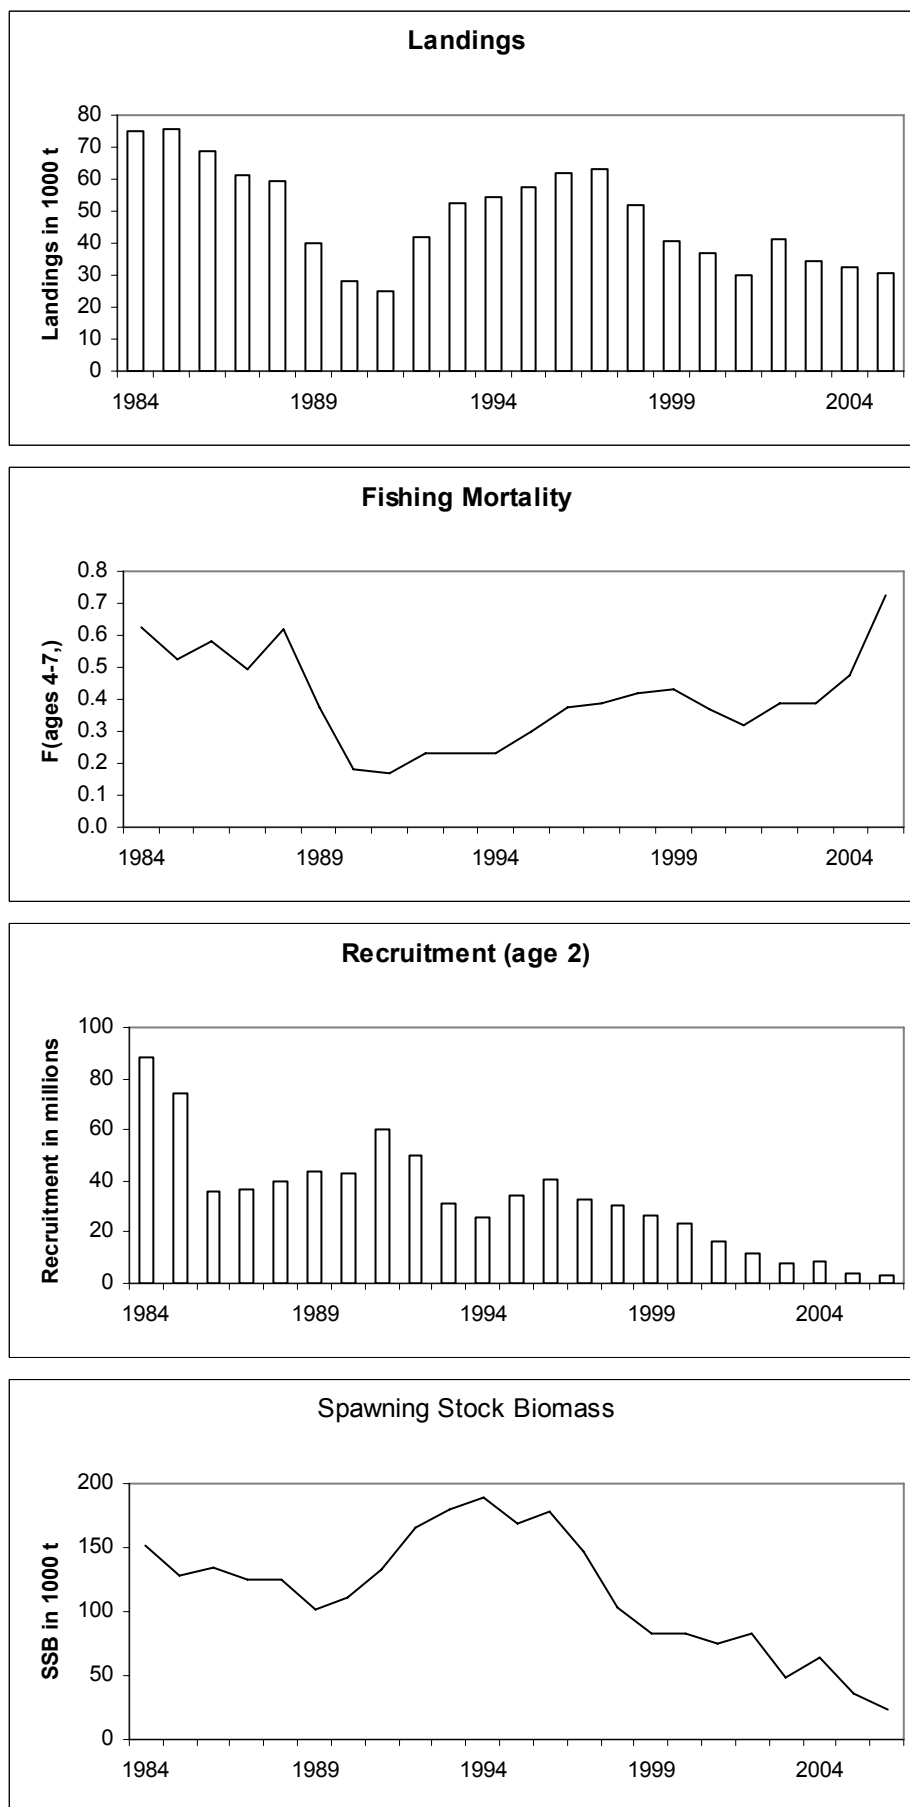 Landings
Landings in 1000 t
80
70
60
50
40
30
20
10
0
1984 1989 1994 1999 2004
Fishing Mortality
F(ages 4-7,)
0.8
0.7
0.6
0.5
0.4
0.3
0.2
0.1
0.0
1984 1989 1994 1999 2004
Recruitment (age 2)
Recruitment in millions
100
80
60
40
20
0
1984 1989 1994 1999 2004
Spawning Stock Biomass
SSB in 1000 t
200
150
100
50
0
1984 1989 1994 1999 2004